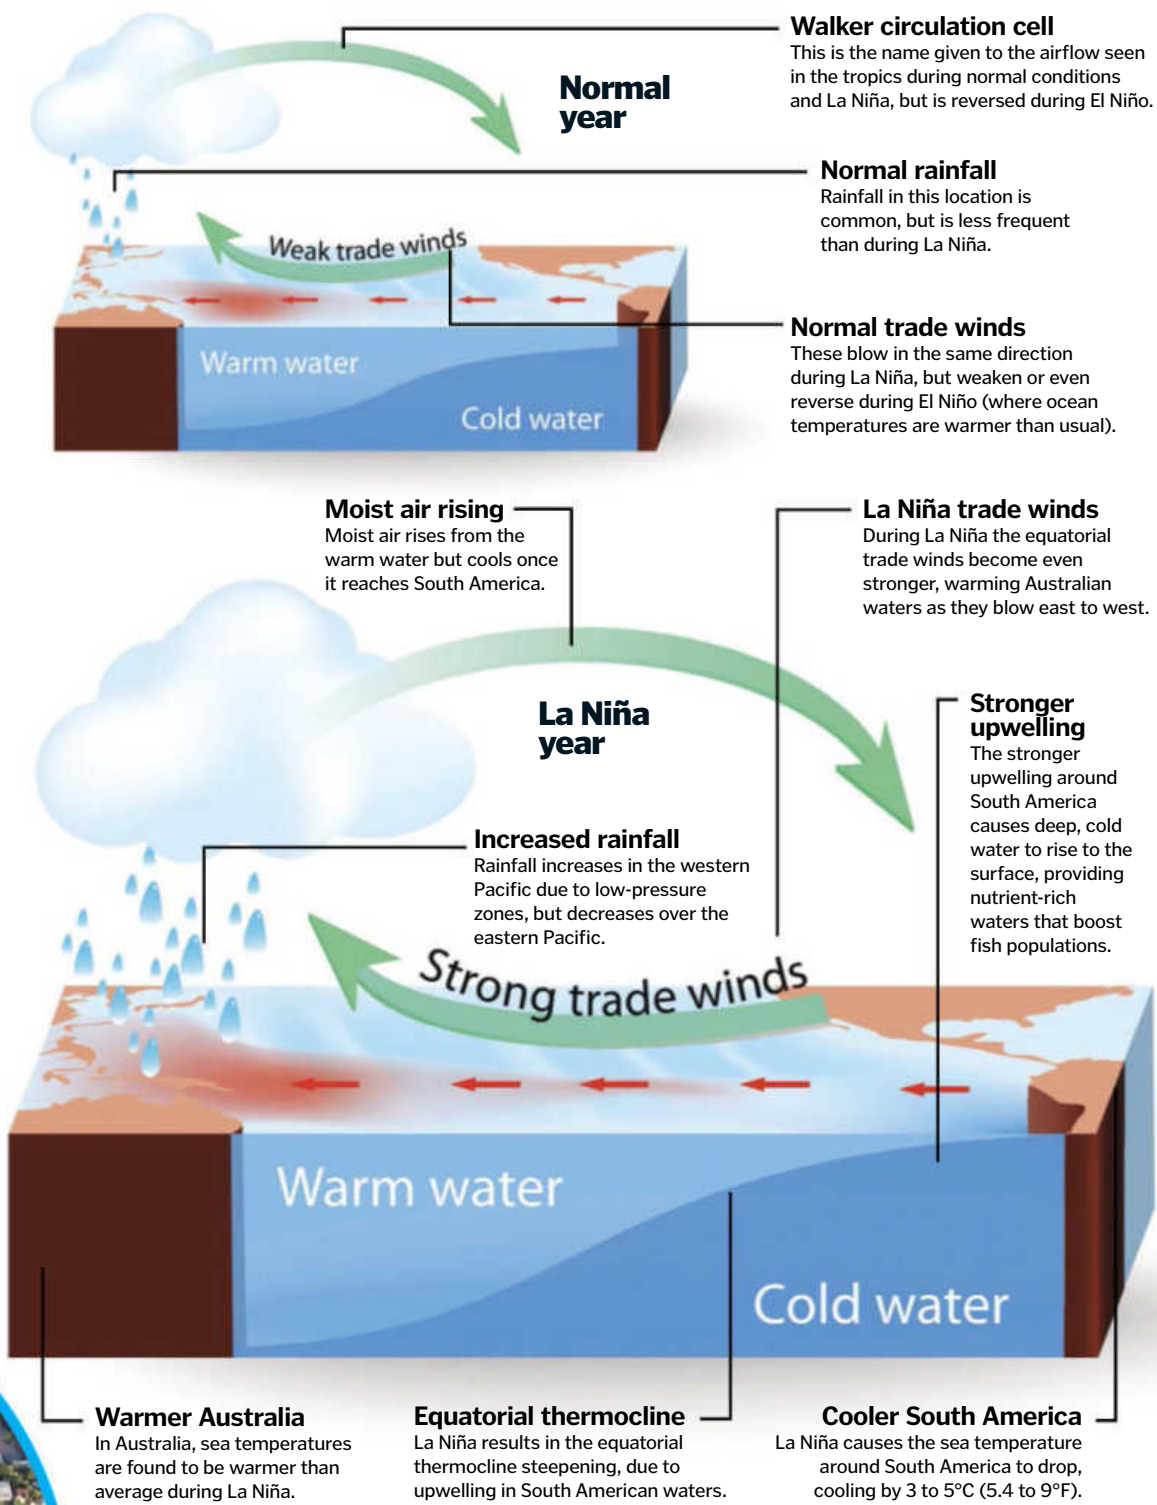 Walker circulation cell
This is the name given to the airflow seen
in the tropics during normal conditions
and La Niña, but is reversed during El Niño.
Normal
year
Normal rainfall
Rainfall in this location is
common, but is less frequent
than during La Niña.
Weak trade winds
Normal trade winds
These blow in the same direction
during La Niña, but weaken or even
reverse during El Niño (where ocean
temperatures are warmer than usual).
Warm water
Cold water
Moist air rising
Moist air rises from the
warm water but cools once
it reaches South America.
La Niña trade winds
During La Niña the equatorial
trade winds become even
stronger, warming Australian
waters as they blow east to west.
La Niña
year
Stronger
upwelling
The stronger
upwelling around
South America
causes deep, cold
water to rise to the
surface, providing
nutrient-rich
waters that boost
fish populations.
Increased rainfall
Rainfall increases in the western
Pacific due to low-pressure
zones, but decreases over the
eastern Pacific.
Strong trade winds
Warm water
Cold water
Warmer Australia
In Australia, sea temperatures
are found to be warmer than
average during La Niña.
Equatorial thermocline
La Niña results in the equatorial
thermocline steepening, due to
upwelling in South American waters.
Cooler South America
La Niña causes the sea temperature
around South America to drop,
cooling by 3 to 5°C (5.4 to 9°F).